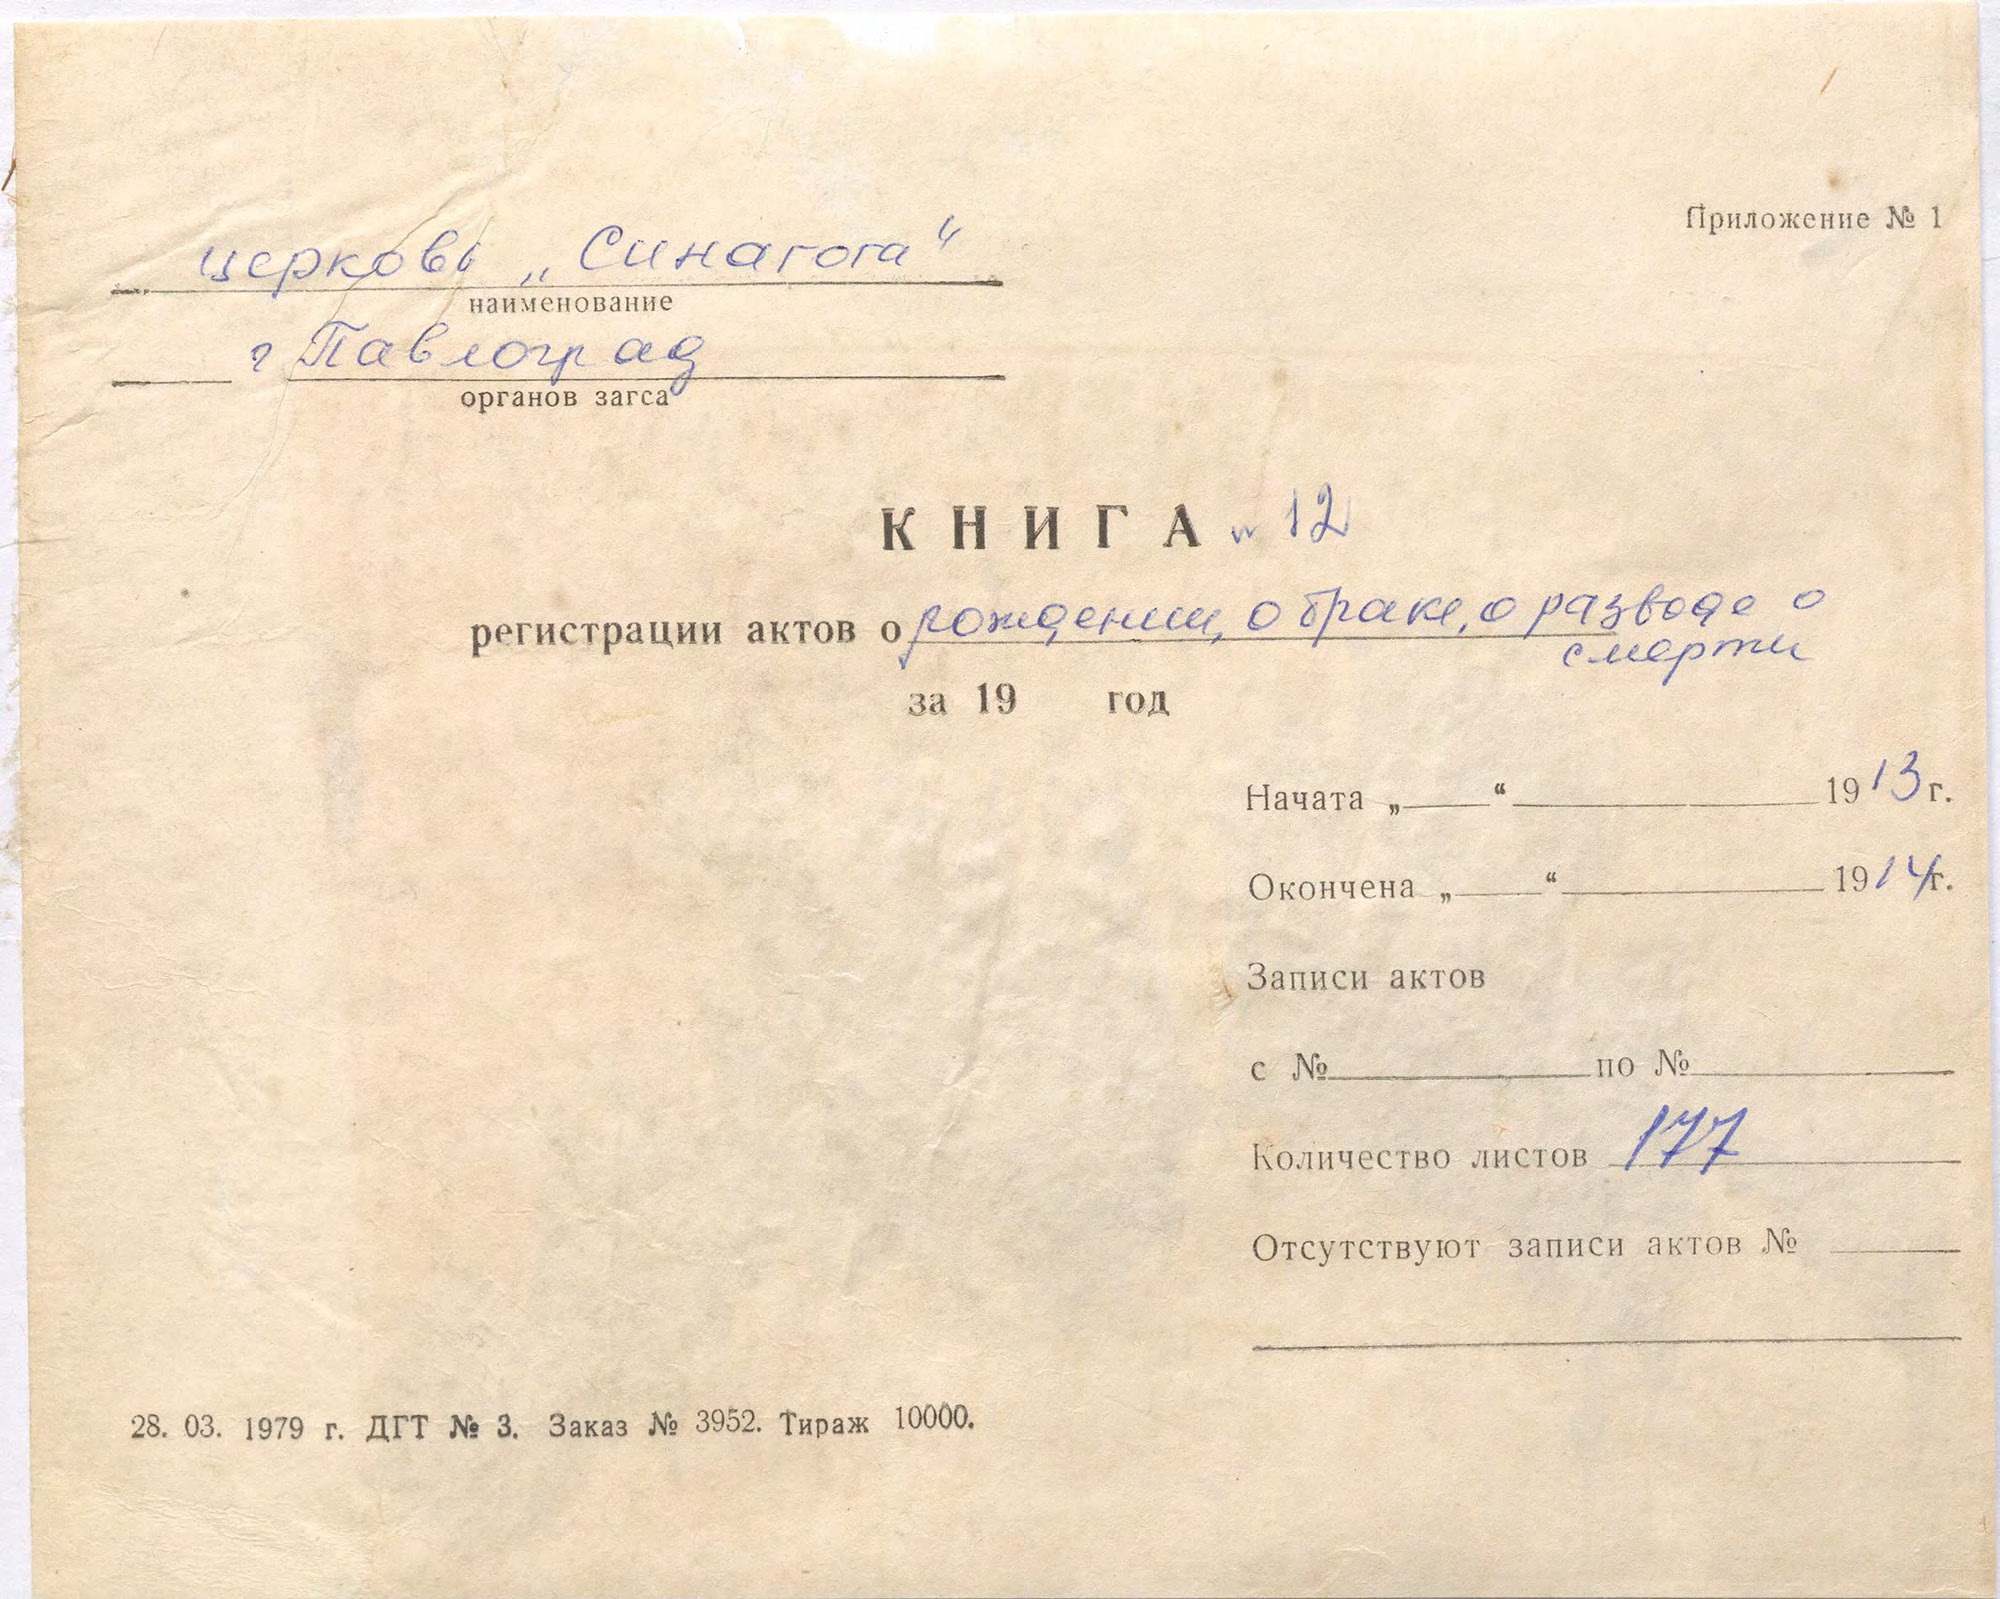 Приложение № 1
церковь „Синагога“
наименование
г Павлоград
органов загса
КНИГА № 12
регистрации актов о рождении, о браке, о разводе о
смерти
за 19 год
Начата „ “ 1913 г.
Окончена „ “ 1914 г.
Записи актов
с № по №
Количество листов 177
Отсутствуют записи актов №
28. 03. 1979 г. ДГТ № 3. Заказ № 3952. Тираж 10000.